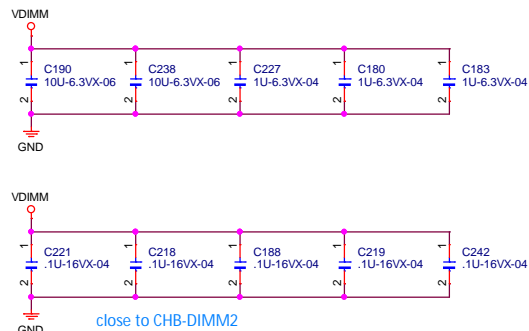 VDIMM
1 1 1 1 1
C190 C238 C227 C180 C183
10U-6.3VX-06 10U-6.3VX-06 1U-6.3VX-04 1U-6.3VX-04 1U-6.3VX-04
2 2 2 2 2
GND
VDIMM
1 1 1 1 1
C221 C218 C188 C219 C242
.1U-16VX-04 .1U-16VX-04 .1U-16VX-04 .1U-16VX-04 .1U-16VX-04
2 2 2 2 2
close to CHB-DIMM2
GND